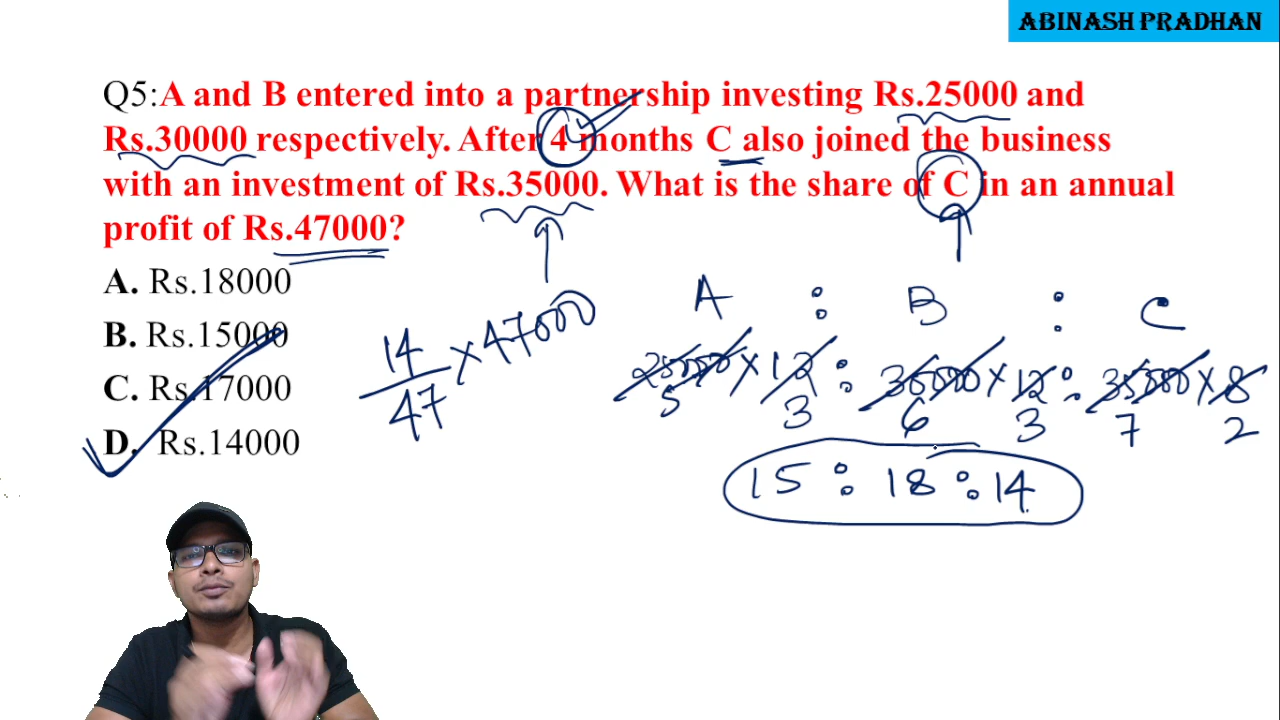 ABINASH PRADHAN
Q5:A and B entered into a partnership investing Rs.25000 and
Rs.30000 respectively. After 4 months C also joined the business
with an investment of Rs.35000. What is the share of C in an annual
profit of Rs.47000?
A. Rs.18000
B. Rs.15000
C. Rs.17000
D. Rs.14000
14
47
×47000
A : B : C
25000×12 : 30000×12 : 35000×8
5 3 6 3 7 2
15 : 18 : 14